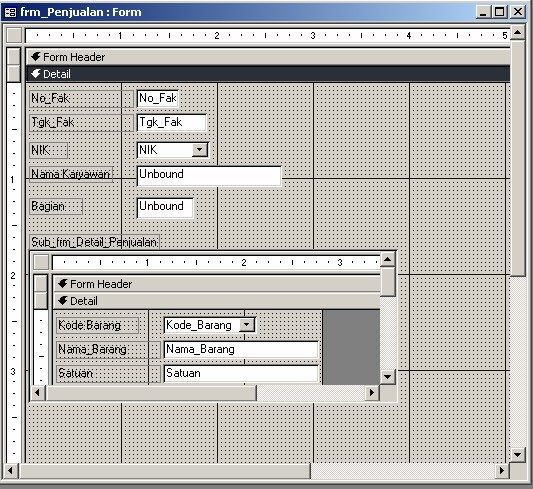 frm_Penjualan : Form
1 2 3 4 5
Form Header
Detail
No_Fak No_Fak
Tgk_Fak Tgk_Fak
NIK NIK
1
Nama Karyawan Unbound
Bagian Unbound
Sub_frm_Detail_Penjualan
1 2 3
2
Form Header
Detail
Kode Barang Kode_Barang
Nama_Barang Nama_Barang
3
Satuan Satuan